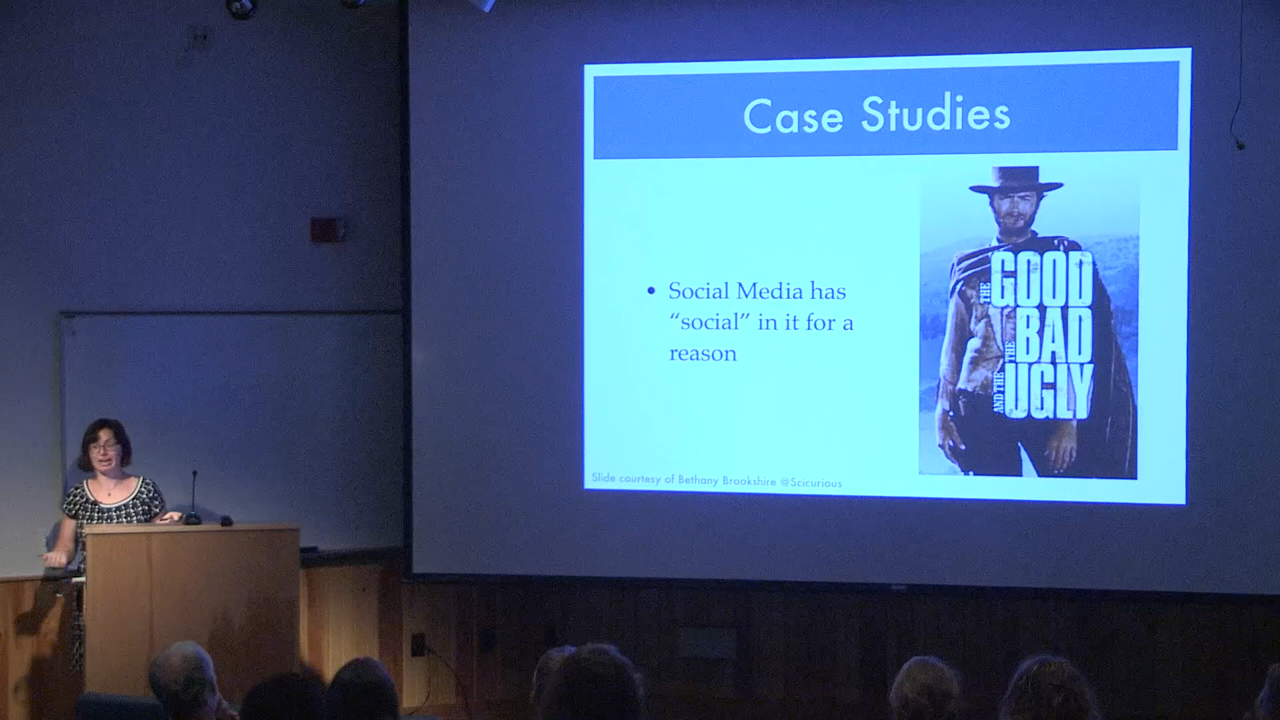 Case Studies
• Social Media has
“social” in it for a
reason
THE GOOD
THE BAD
AND THE UGLY
Slide courtesy of Bethany Brookshire @Scicurious